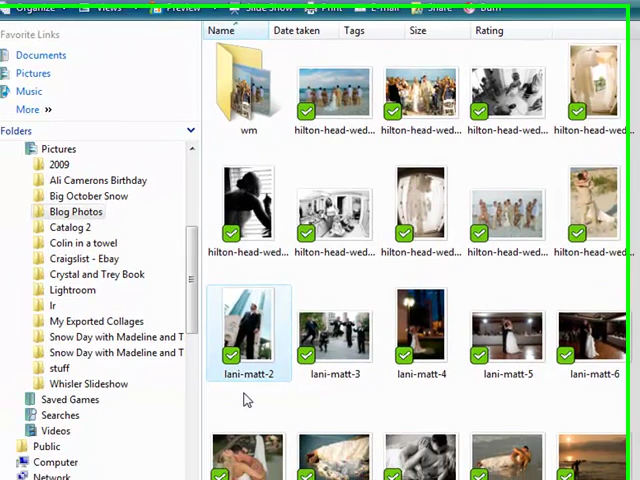 Organize Views Preview Slide Show Print E-mail Share Burn
Favorite Links
Name Date taken Tags Size Rating
Documents
Pictures
Music
More »
Folders
Pictures
2009
Ali Camerons Birthday
Big October Snow
Blog Photos
Catalog 2
Colin in a towel
Craigslist - Ebay
Crystal and Trey Book
Lightroom
lr
My Exported Collages
Snow Day with Madeline and T
Snow Day with Madeline and T
stuff
Whisler Slideshow
Saved Games
Searches
Videos
Public
Computer
Network
wm hilton-head-wed... hilton-head-wed... hilton-head-wed... hilton-head-wed...
hilton-head-wed... hilton-head-wed... hilton-head-wed... hilton-head-wed... hilton-head-wed...
lani-matt-2 lani-matt-3 lani-matt-4 lani-matt-5 lani-matt-6